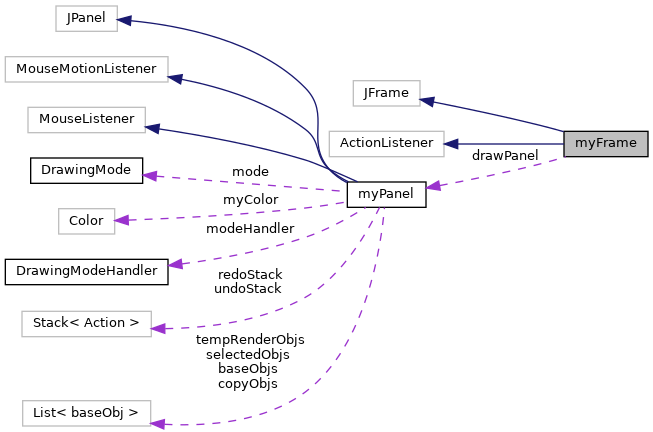 JPanel
MouseMotionListener
JFrame
MouseListener
ActionListener
myFrame
drawPanel
DrawingMode
mode
myPanel
myColor
Color
modeHandler
DrawingModeHandler
redoStack
undoStack
Stack< Action >
tempRenderObjs
selectedObjs
baseObjs
copyObjs
List< baseObj >